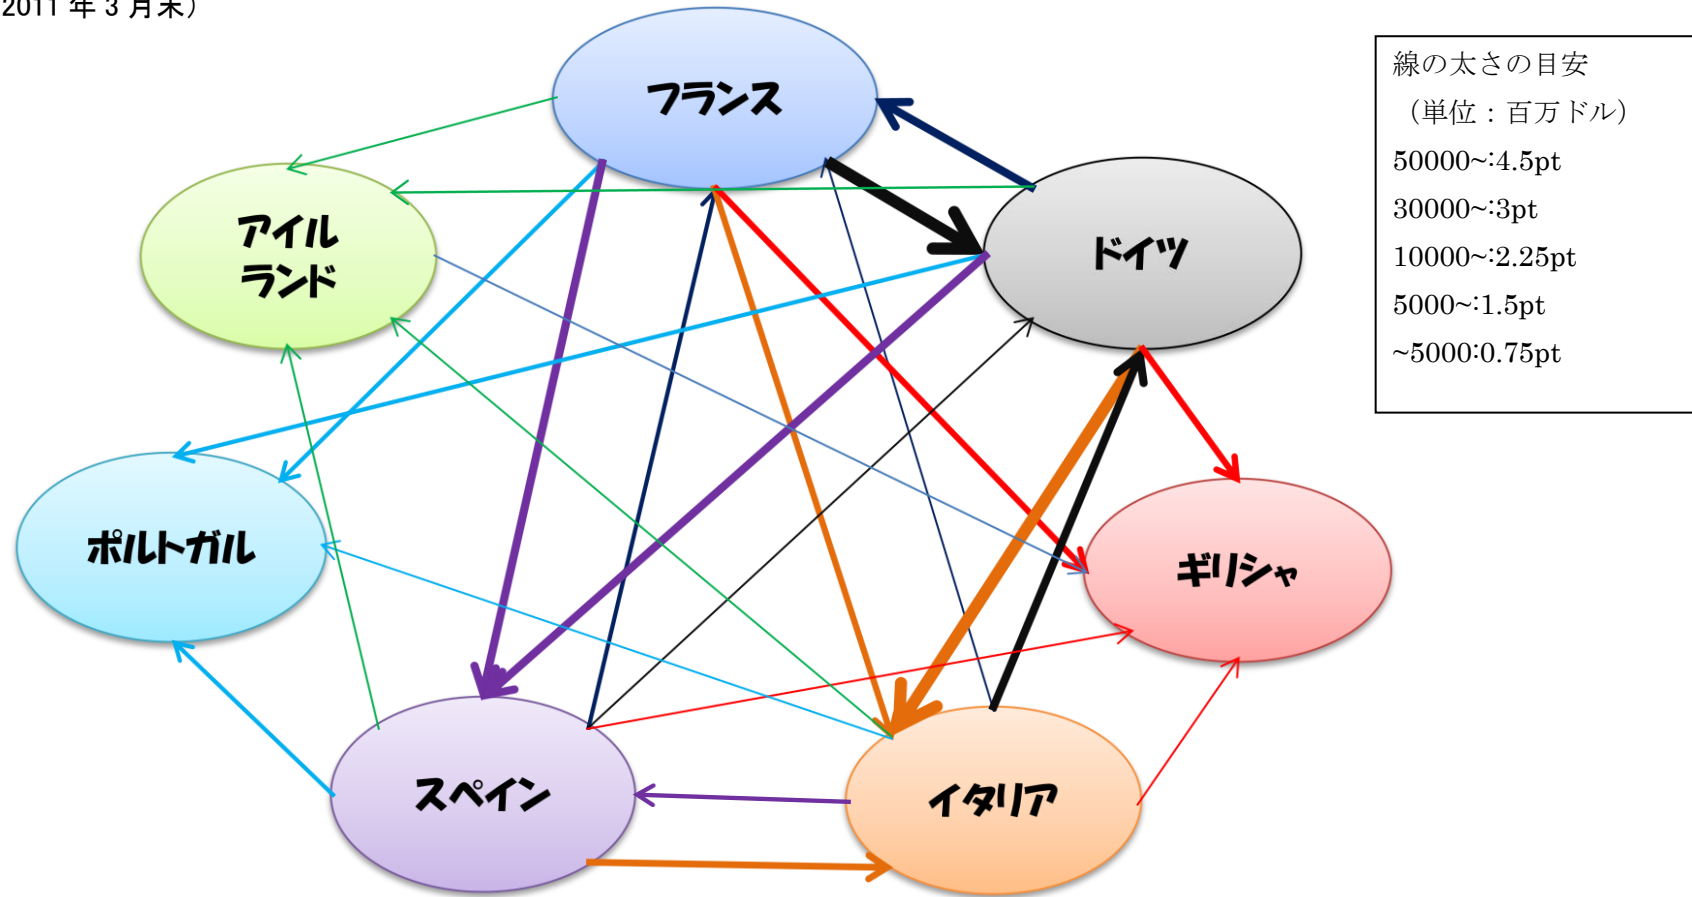 2011 年 3 月末）
フランス
アイル
ランド
ドイツ
ポルトガル
ギリシャ
スペイン
イタリア
線の太さの目安
（単位：百万ドル）
50000~:4.5pt
30000~:3pt
10000~:2.25pt
5000~:1.5pt
~5000:0.75pt